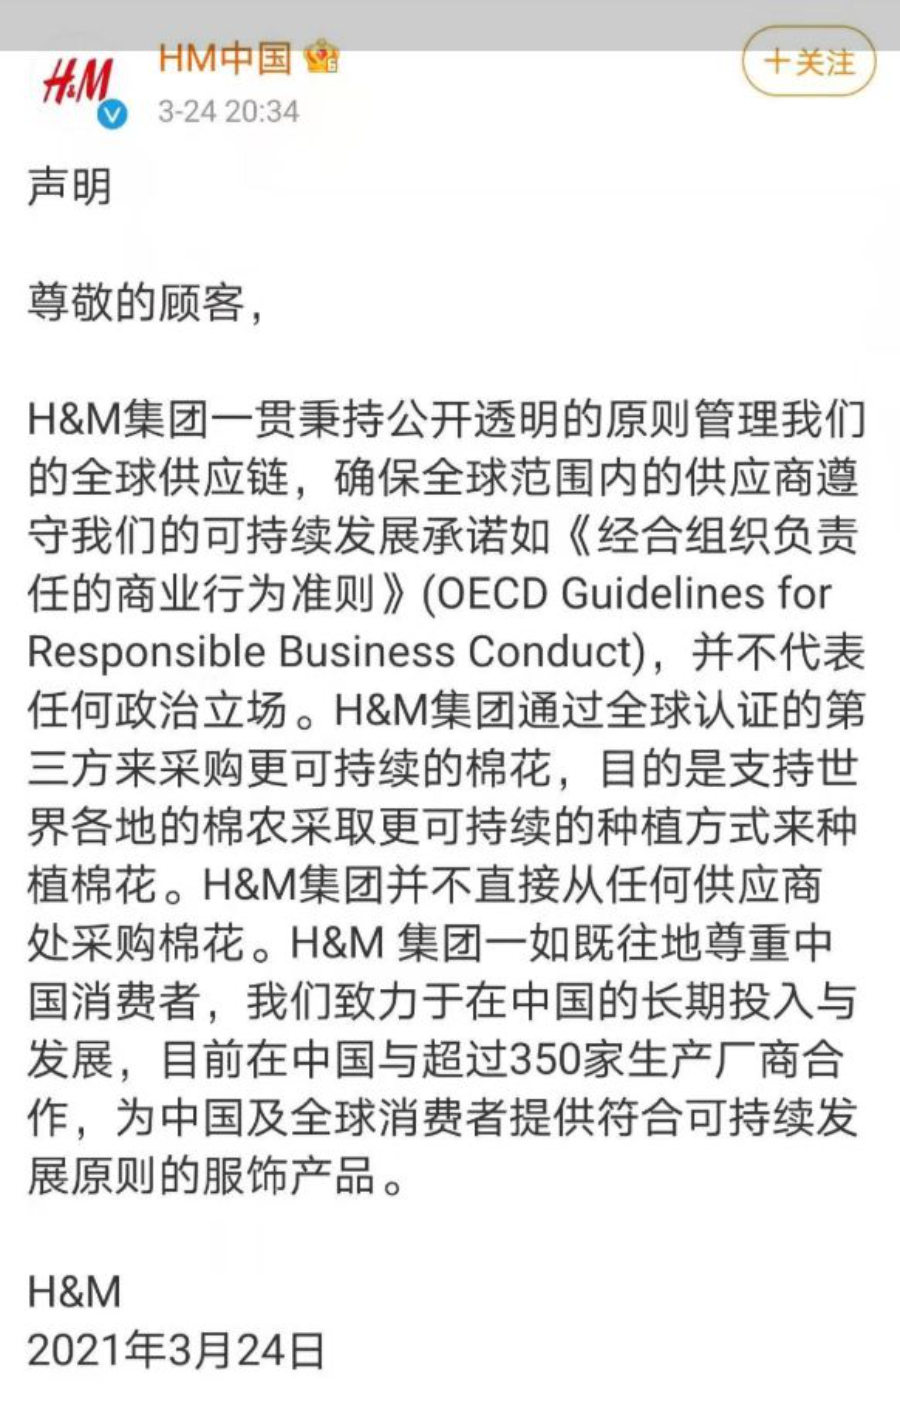 H&M
HM中国
+关注
3-24 20:34
声明
尊敬的顾客，
H&M集团一贯秉持公开透明的原则管理我们
的全球供应链，确保全球范围内的供应商遵
守我们的可持续发展承诺如《经合组织负责
任的商业行为准则》(OECD Guidelines for
Responsible Business Conduct)，并不代表
任何政治立场。H&M集团通过全球认证的第
三方来采购更可持续的棉花，目的是支持世
界各地的棉农采取更可持续的种植方式来种
植棉花。H&M集团并不直接从任何供应商
处采购棉花。H&M 集团一如既往地尊重中
国消费者，我们致力于在中国的长期投入与
发展，目前在中国与超过350家生产厂商合
作，为中国及全球消费者提供符合可持续发
展原则的服饰产品。
H&M
2021年3月24日